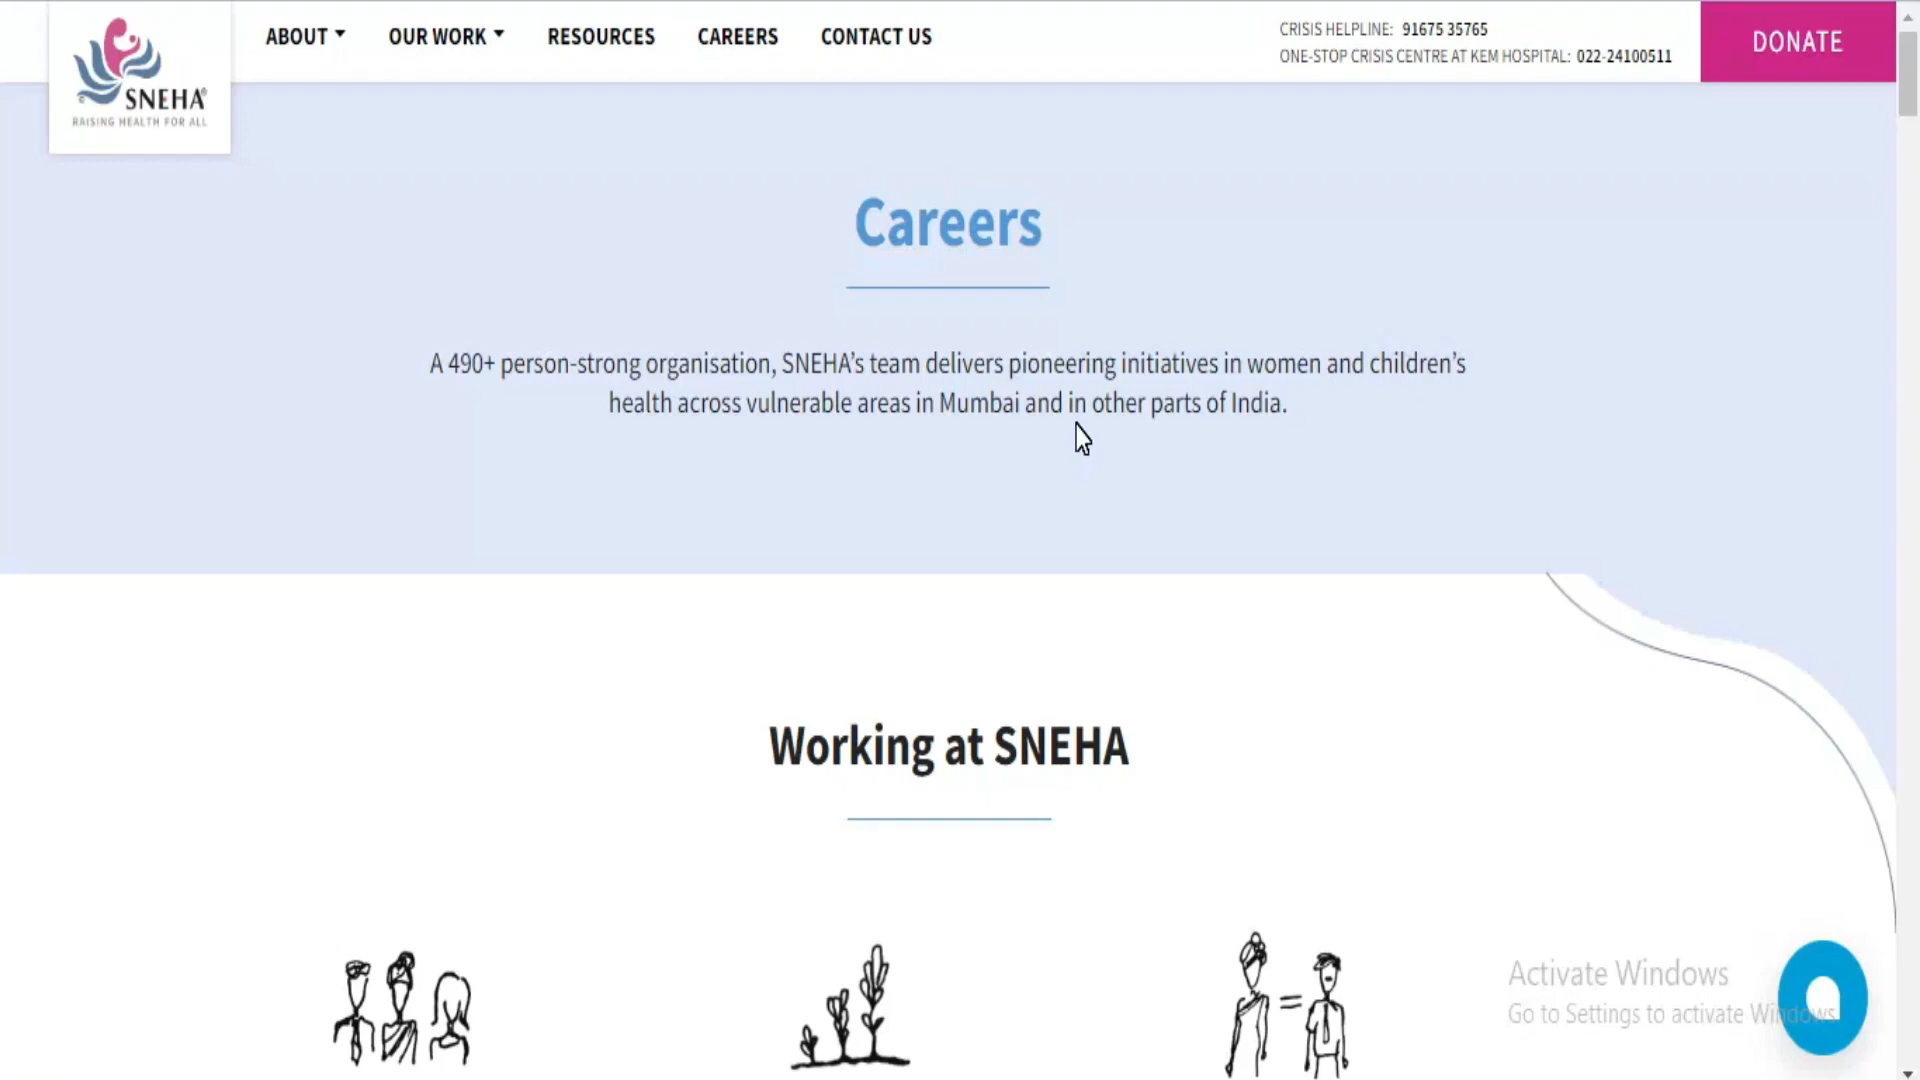 SNEHA®
RAISING HEALTH FOR ALL
ABOUT
OUR WORK
RESOURCES
CAREERS
CONTACT US
CRISIS HELPLINE: 91675 35765
ONE-STOP CRISIS CENTRE AT KEM HOSPITAL: 022-24100511
DONATE
Careers
A 490+ person-strong organisation, SNEHA’s team delivers pioneering initiatives in women and children’s
health across vulnerable areas in Mumbai and in other parts of India.
Working at SNEHA
Activate Windows
Go to Settings to activate Windows.